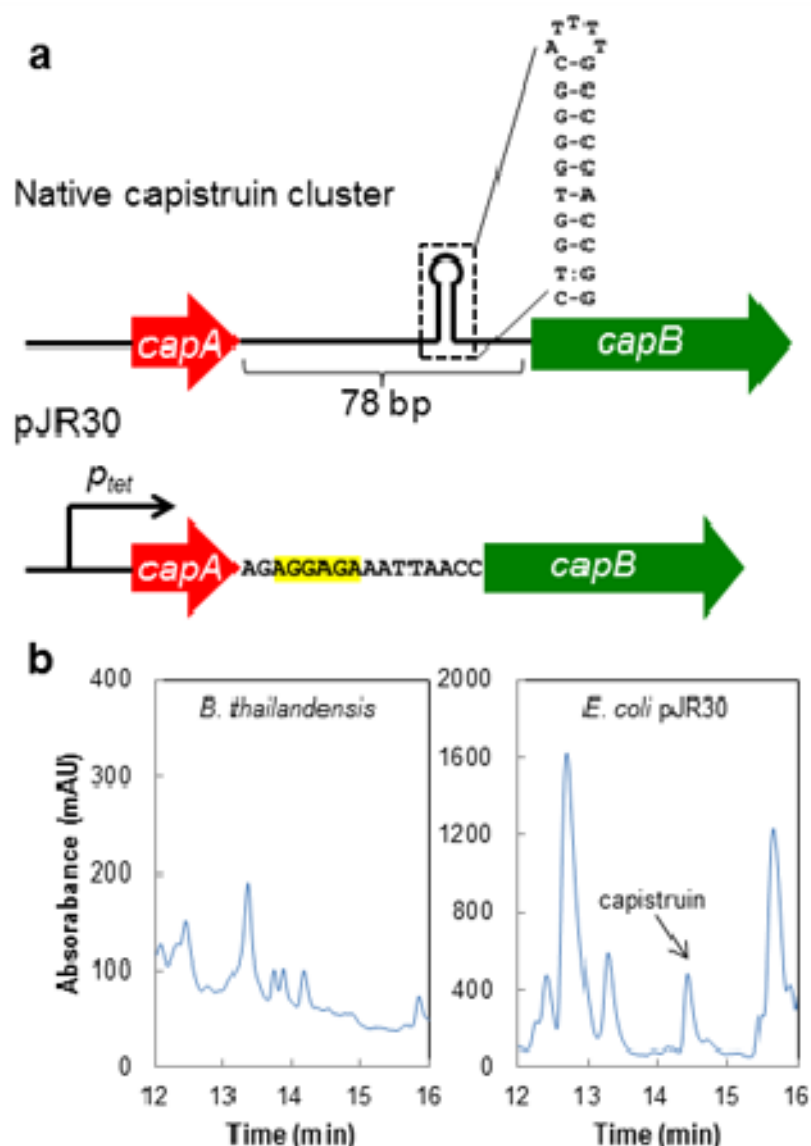 a
T T T
A T
C-G
G-C
G-C
G-C
G-C
T-A
G-C
G-C
T:G
C-G
Native capistruin cluster
capA
capB
78 bp
pJR30
Ptet
capA
AGAGGAGAAATTAACC
capB
b
B. thailandensis
E. coli pJR30
capistruin
Absorabance (mAU)
400
300
200
100
0
2000
1600
1200
800
400
0
12 13 14 15 16
12 13 14 15 16
Time (min)
Time (min)